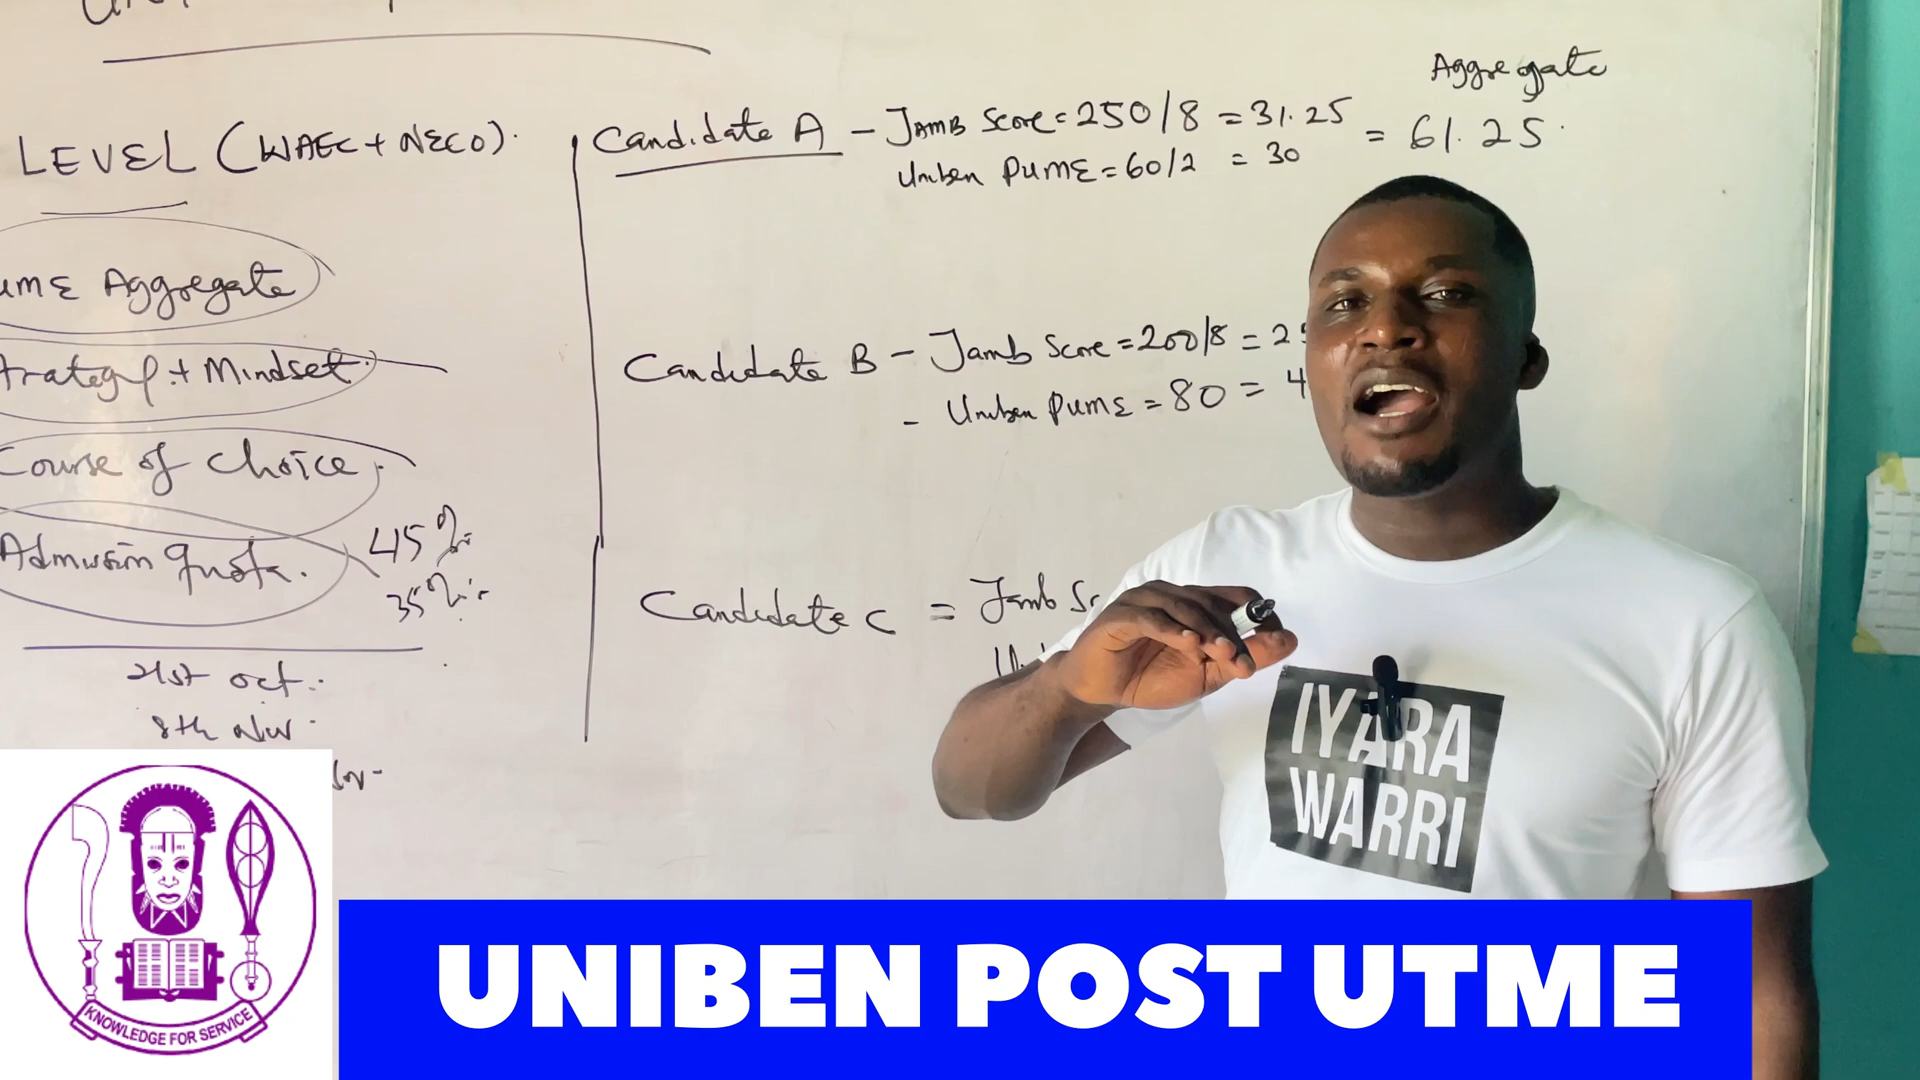 LEVEL (WAEC + NECO).
UME Aggregate
trategy + Mindset
Course of choice
Admission quota.
45%
35%
21st oct.
8th Nov
Aggregate
Candidate A - JAMB Score = 250/8 = 31.25
Uniben PUME = 60/2 = 30
= 61.25
Candidate B - Jamb Score = 200/8 = 2
- Uniben PUME = 80 = 4
Candidate C = Jamb Sc
IYARA
WARRI
KNOWLEDGE FOR SERVICE
UNIBEN POST UTME